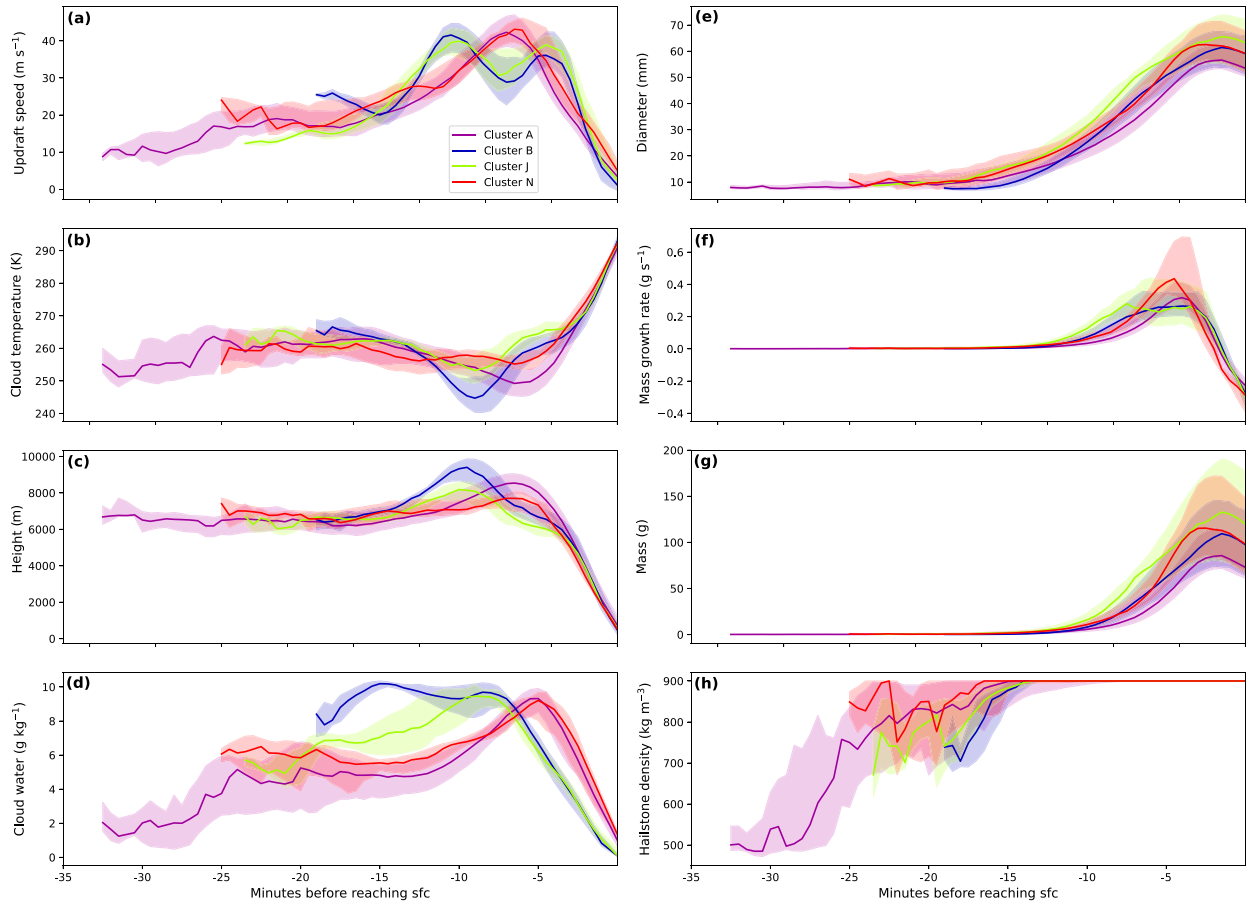 (a)
Updraft speed (m s⁻¹)
40
30
20
10
0
Cluster A
Cluster B
Cluster J
Cluster N
(b)
Cloud temperature (K)
290
280
270
260
250
240
(c)
Height (m)
10000
8000
6000
4000
2000
0
(d)
Cloud water (g kg⁻¹)
10
8
6
4
2
0
-35 -30 -25 -20 -15 -10 -5
Minutes before reaching sfc
(e)
Diameter (mm)
70
60
50
40
30
20
10
(f)
Mass growth rate (g s⁻¹)
0.6
0.4
0.2
0.0
−0.2
−0.4
(g)
Mass (g)
200
150
100
50
0
(h)
Hailstone density (kg m⁻³)
900
800
700
600
500
-35 -30 -25 -20 -15 -10 -5
Minutes before reaching sfc